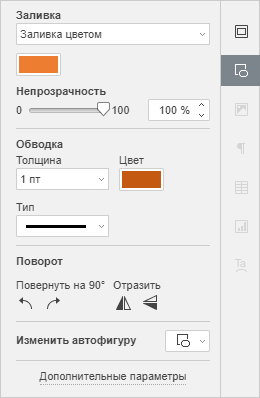 Заливка
Заливка цветом
Непрозрачность
0 100 100 %
Обводка
Толщина Цвет
1 пт
Тип
Поворот
Повернуть на 90° Отразить
Изменить автофигуру
Дополнительные параметры